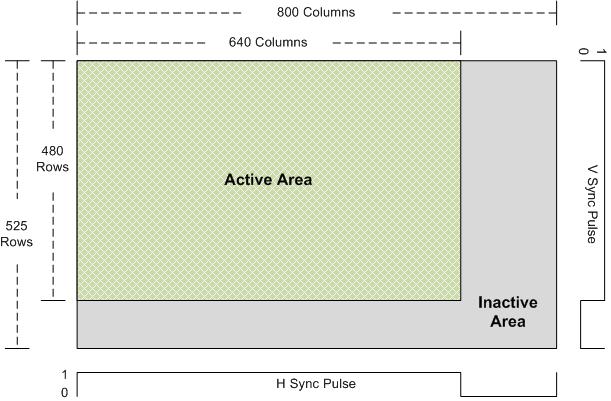 800 Columns
640 Columns
0 1
480
Rows
Active Area
V Sync Pulse
525
Rows
Inactive
Area
1
H Sync Pulse
0